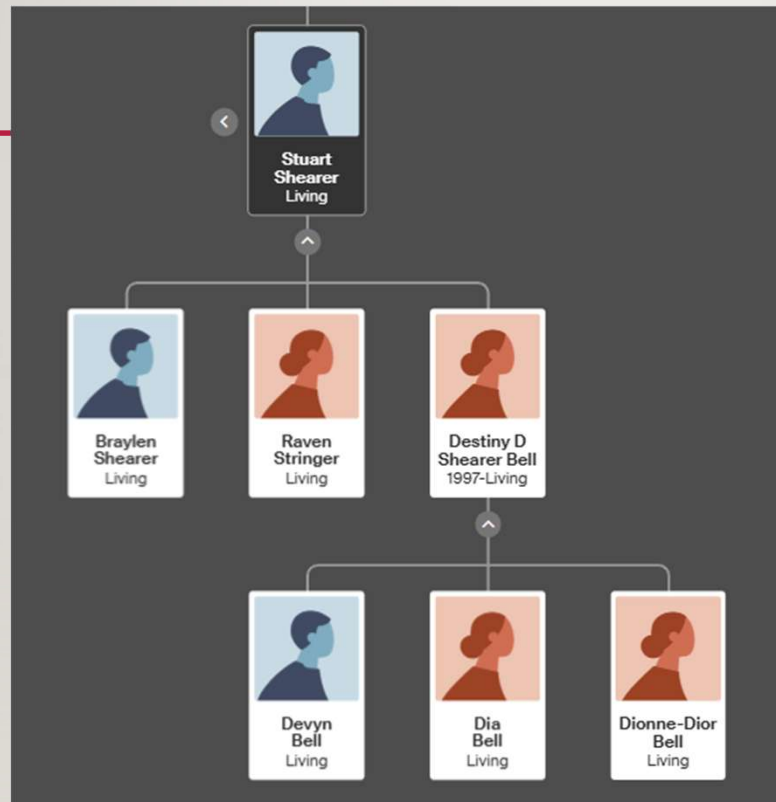 Stuart
Shearer
Living
Braylen
Shearer
Living
Raven
Stringer
Living
Destiny D
Shearer Bell
1997-Living
Devyn
Bell
Living
Dia
Bell
Living
Dionne-Dior
Bell
Living